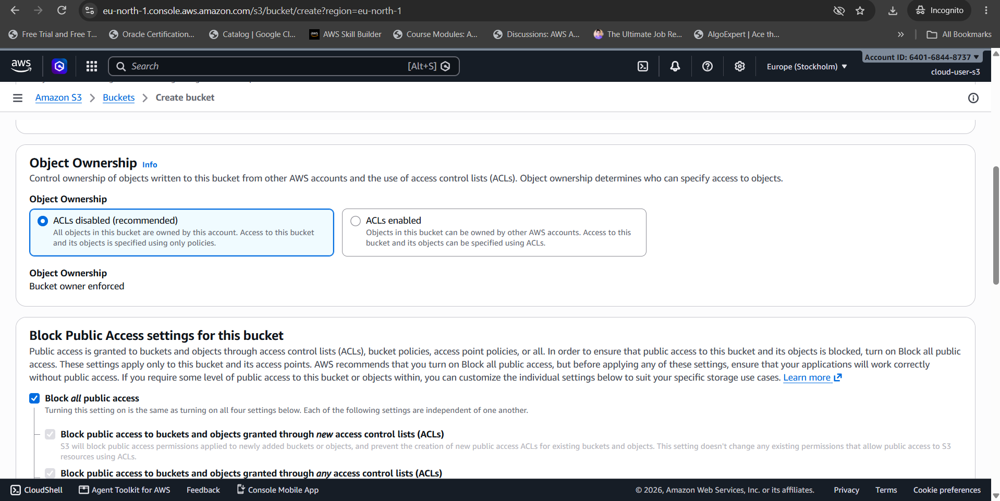 eu-north-1.console.aws.amazon.com/s3/bucket/create?region=eu-north-1
Incognito
Free Trial and Free T...
Oracle Certification...
Catalog | Google Cl...
aws
AWS Skill Builder
Course Modules: A...
Discussions: AWS A...
The Ultimate Job Re...
AlgoExpert | Ace th...
»
All Bookmarks
aws
Search
[Alt+S]
Europe (Stockholm)
Account ID: 6401-6844-8737
cloud-user-s3
Amazon S3
Buckets
Create bucket
Object Ownership Info
Control ownership of objects written to this bucket from other AWS accounts and the use of access control lists (ACLs). Object ownership determines who can specify access to objects.
Object Ownership
ACLs disabled (recommended)
All objects in this bucket are owned by this account. Access to this bucket
and its objects is specified using only policies.
ACLs enabled
Objects in this bucket can be owned by other AWS accounts. Access to this
bucket and its objects can be specified using ACLs.
Object Ownership
Bucket owner enforced
Block Public Access settings for this bucket
Public access is granted to buckets and objects through access control lists (ACLs), bucket policies, access point policies, or all. In order to ensure that public access to this bucket and its objects is blocked, turn on Block all public
access. These settings apply only to this bucket and its access points. AWS recommends that you turn on Block all public access, but before applying any of these settings, ensure that your applications will work correctly
without public access. If you require some level of public access to this bucket or objects within, you can customize the individual settings below to suit your specific storage use cases. Learn more
Block all public access
Turning this setting on is the same as turning on all four settings below. Each of the following settings are independent of one another.
Block public access to buckets and objects granted through new access control lists (ACLs)
S3 will block public access permissions applied to newly added buckets or objects, and prevent the creation of new public access ACLs for existing buckets and objects. This setting doesn't change any existing permissions that allow public access to S3
resources using ACLs.
Block public access to buckets and objects granted through any access control lists (ACLs)
CloudShell
Agent Toolkit for AWS
Feedback
Console Mobile App
© 2026, Amazon Web Services, Inc. or its affiliates.
Privacy
Terms
Cookie preferences